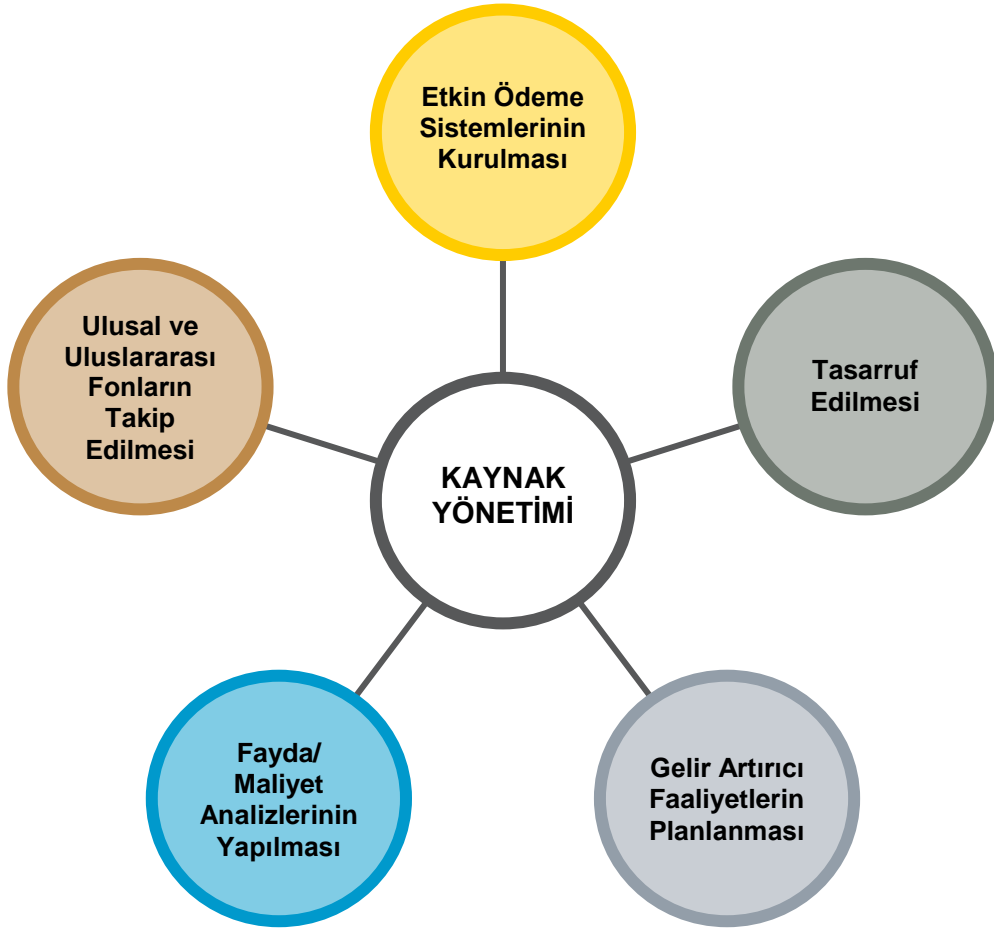 Etkin Ödeme
Sistemlerinin
Kurulması
Ulusal ve
Uluslararası
Fonların
Takip
Edilmesi
Tasarruf
Edilmesi
KAYNAK
YÖNETİMİ
Fayda/
Maliyet
Analizlerinin
Yapılması
Gelir Artırıcı
Faaliyetlerin
Planlanması